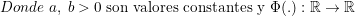 Donde a, b > 0 son valores constantes y Φ(.) : ℝ → ℝ